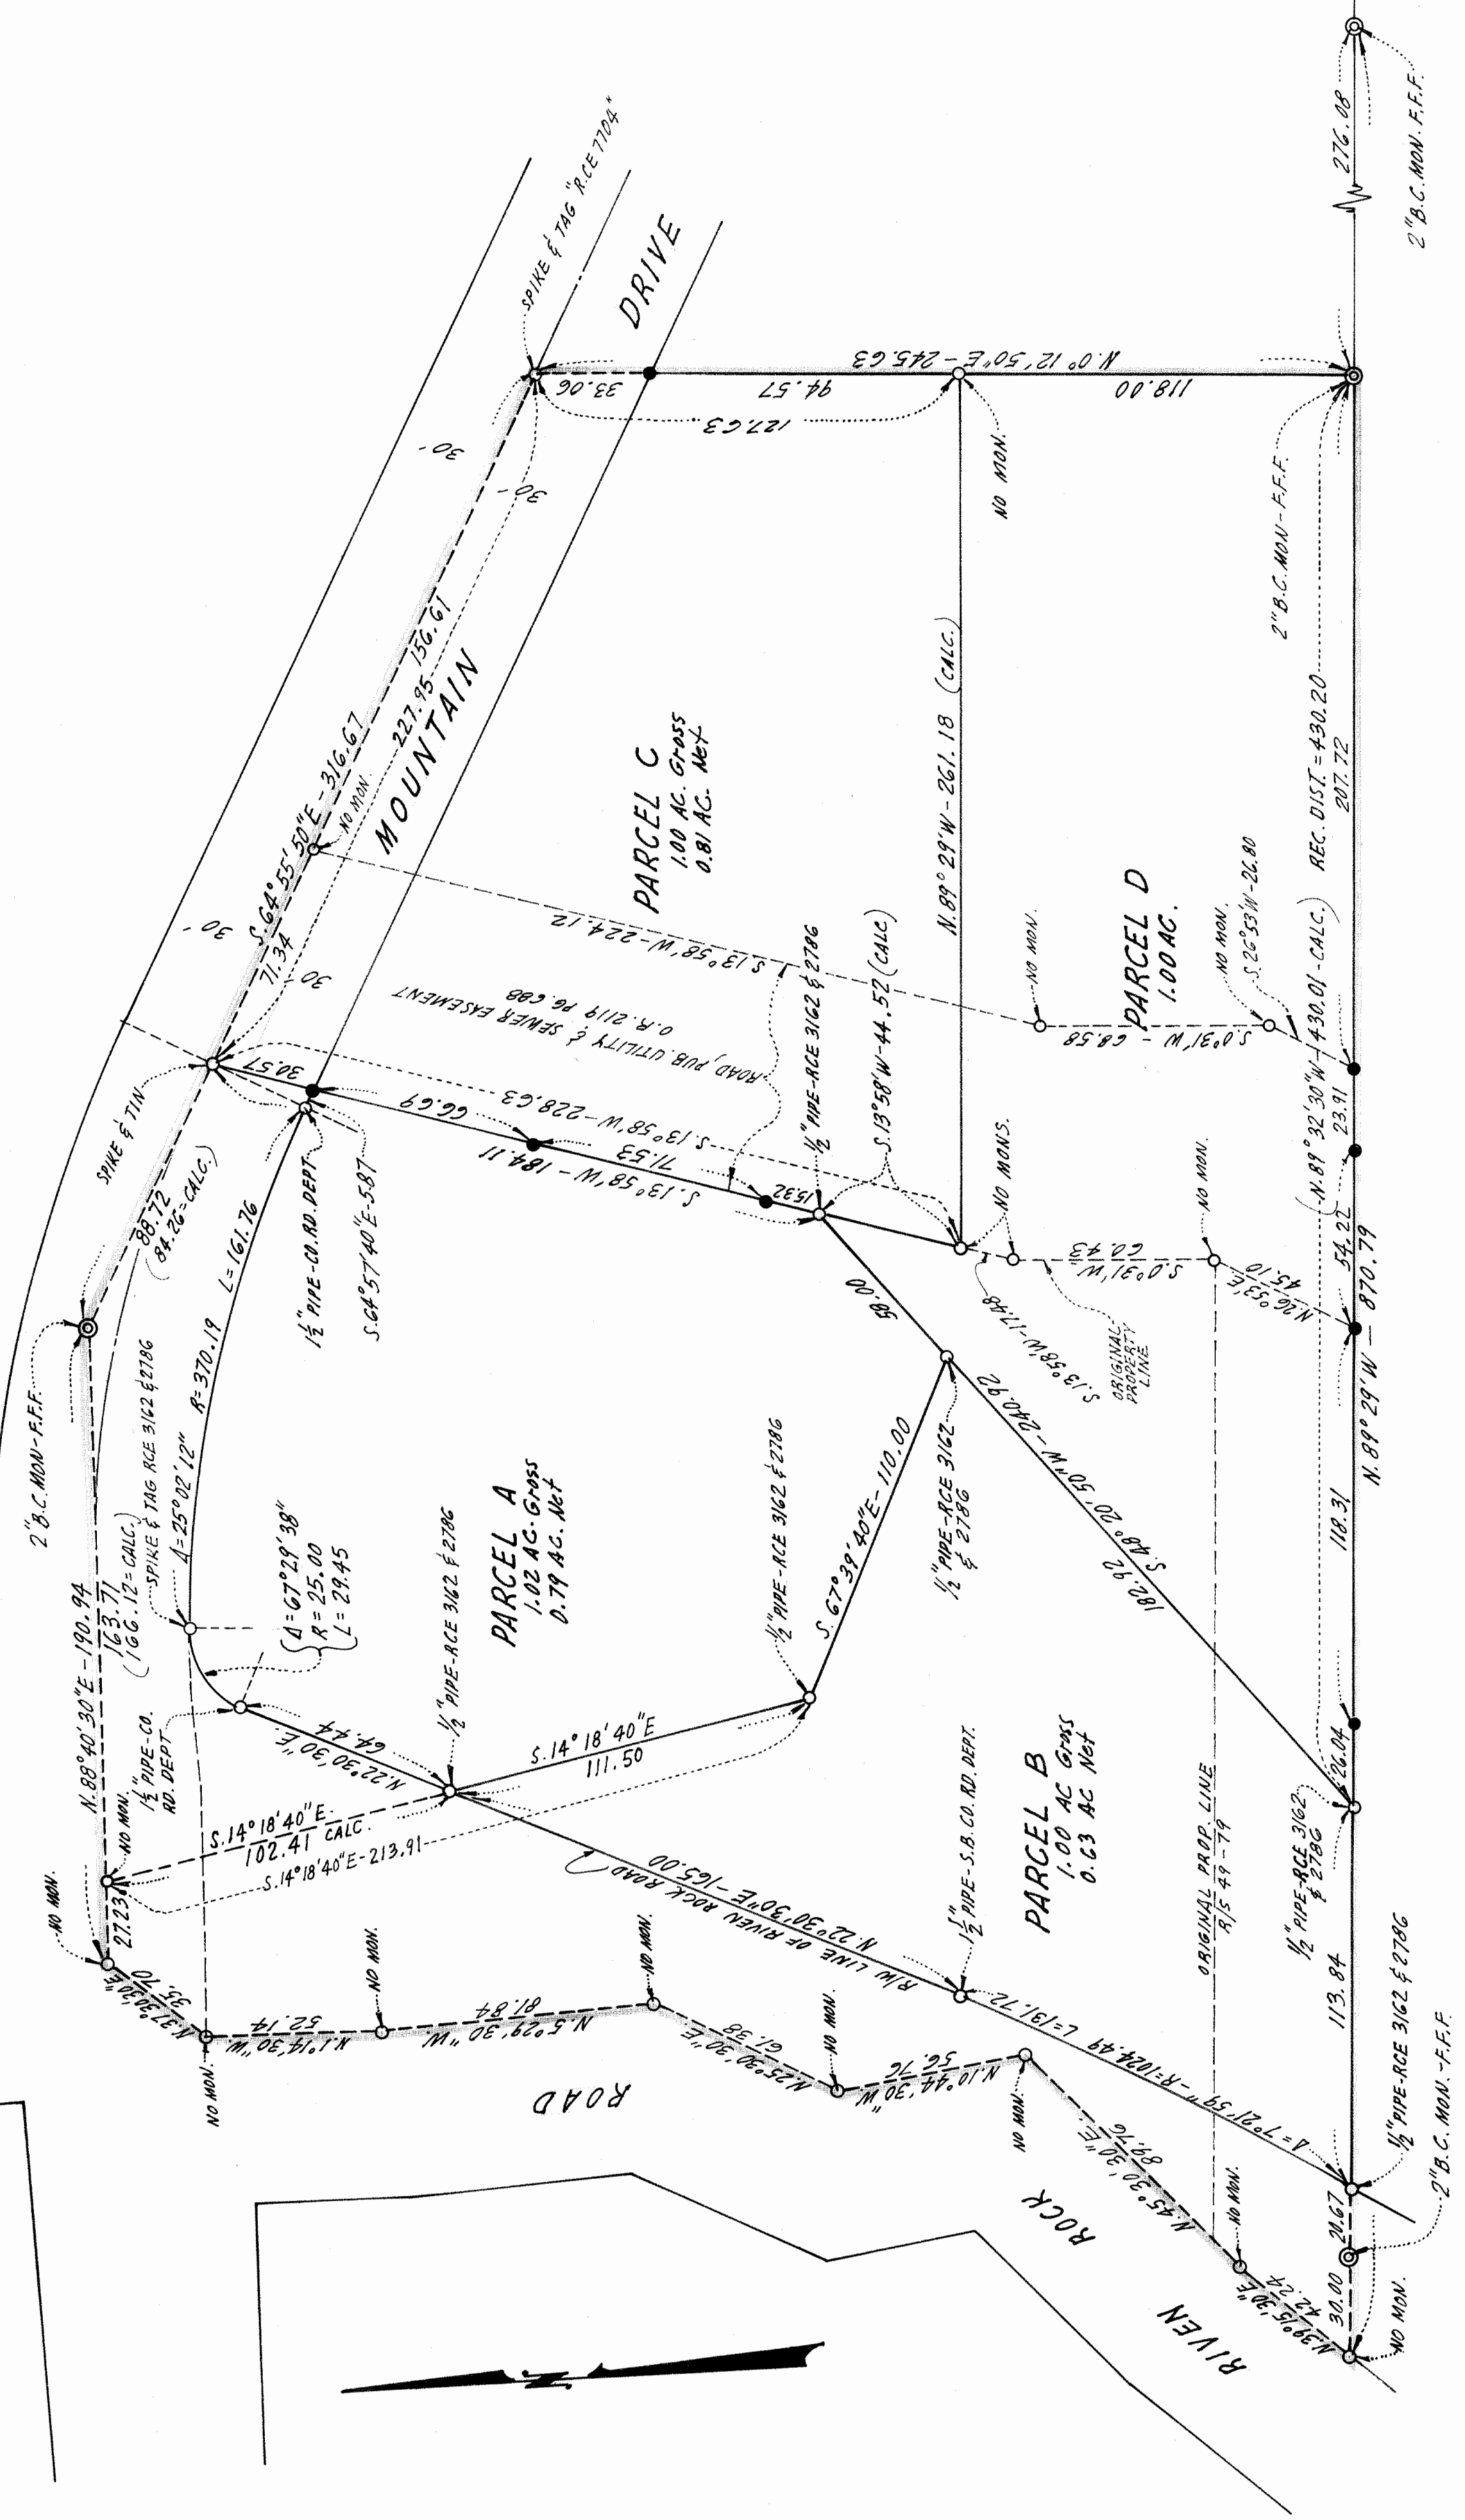 2" B.C. MON-F.F.F.
N.88°40'30"E-190.94
163.71
(166.12=CALC.)
SPIKE & TAG RCE 3162 & 2786
1½" PIPE-CO.
RD. DEPT
NO MON.
NO MON.
27.23
N.37°30'30"E.
35.70
NO MON.
N.1°14'30"W.
52.14
NO MON.
N.5°29'30"W.
81.84
NO MON.
N.25°30'30"E
61.38
NO MON.
N.10°44'30"W
56.76
NO MON.
N.45°30'30"E.
89.76
NO MON.
N.39°15'30"E.
42.24
NO MON.
RIVEN
ROCK
ROAD
S.14°18'40"E.
102.41 CALC.
S.14°18'40"E-213.91
N.22°30'30"E.
64.44
Δ=67°29'38"
R=25.00
L=29.45
Δ=25°02'12" R=370.19 L=161.76
88.72
(84.26=CALC.)
SPIKE & TIN
1½" PIPE-CO.RD.DEPT
S.64°57'40"E-5.87
30.57
71.34
S.64°55'50"E-316.67
227.95
156.61
NO MON.
30'
30'
30'
30'
MOUNTAIN
DRIVE
SPIKE & TAG "R.C.E 7704"
33.06
94.57
127.63
N.0°12'50"E-245.63
118.00
NO MON.
½" PIPE-RCE 3162 & 2786
PARCEL A
1.02 AC. Gross
0.79 AC. Net
S.14°18'40"E
111.50
½" PIPE-RCE 3162 & 2786
S.67°39'40"E-110.00
½" PIPE-RCE 3162
& 2786
58.00
182.92
S.48°20'50"W-240.92
66.69
71.53
15.32
S.13°58'W-184.11
S.13°58'W-228.63
ROAD, PUB. UTILITY & SEWER EASEMENT
O.R. 2119 PG. 688
S.13°58'W-224.12
PARCEL C
1.00 AC. Gross
0.81 AC. Net
½" PIPE-RCE 3162 & 2786
S.13°58'W-44.52 (CALC)
N.89°29'W-261.18 (CALC.)
NO MONS.
S.13°58'W-17.48
ORIGINAL
PROPERTY
LINE
S.0°31'W.
60.43
NO MON.
N.26°53'E.
45.10
NO MON.
S.0°31'W - 68.58
NO MON.
S.26°53'W-26.80
PARCEL D
1.00 AC.
R/W LINE OF RIVEN ROCK ROAD
N.22°30'30"E-165.00
1½" PIPE-S.B.CO.RD.DEPT.
Δ=7°21'59"-R=1024.49
L=131.72
PARCEL B
1.00 AC Gross
0.63 AC Net
ORIGINAL PROP. LINE
R/S 49-79
½" PIPE-RCE 3162
& 2786
(N.89°32'30"W-430.01-CALC.) REC. DIST.=430.20
2" B.C. MON-F.F.F.
30.00
20.67
113.84
26.04
118.31
54.22
23.91
207.72
276.08
N.89°29'W — 870.79
NO MON.
2" B.C. MON.-F.F.F.
½" PIPE-RCE 3162 & 2786
2" B.C. MON. F.F.F.